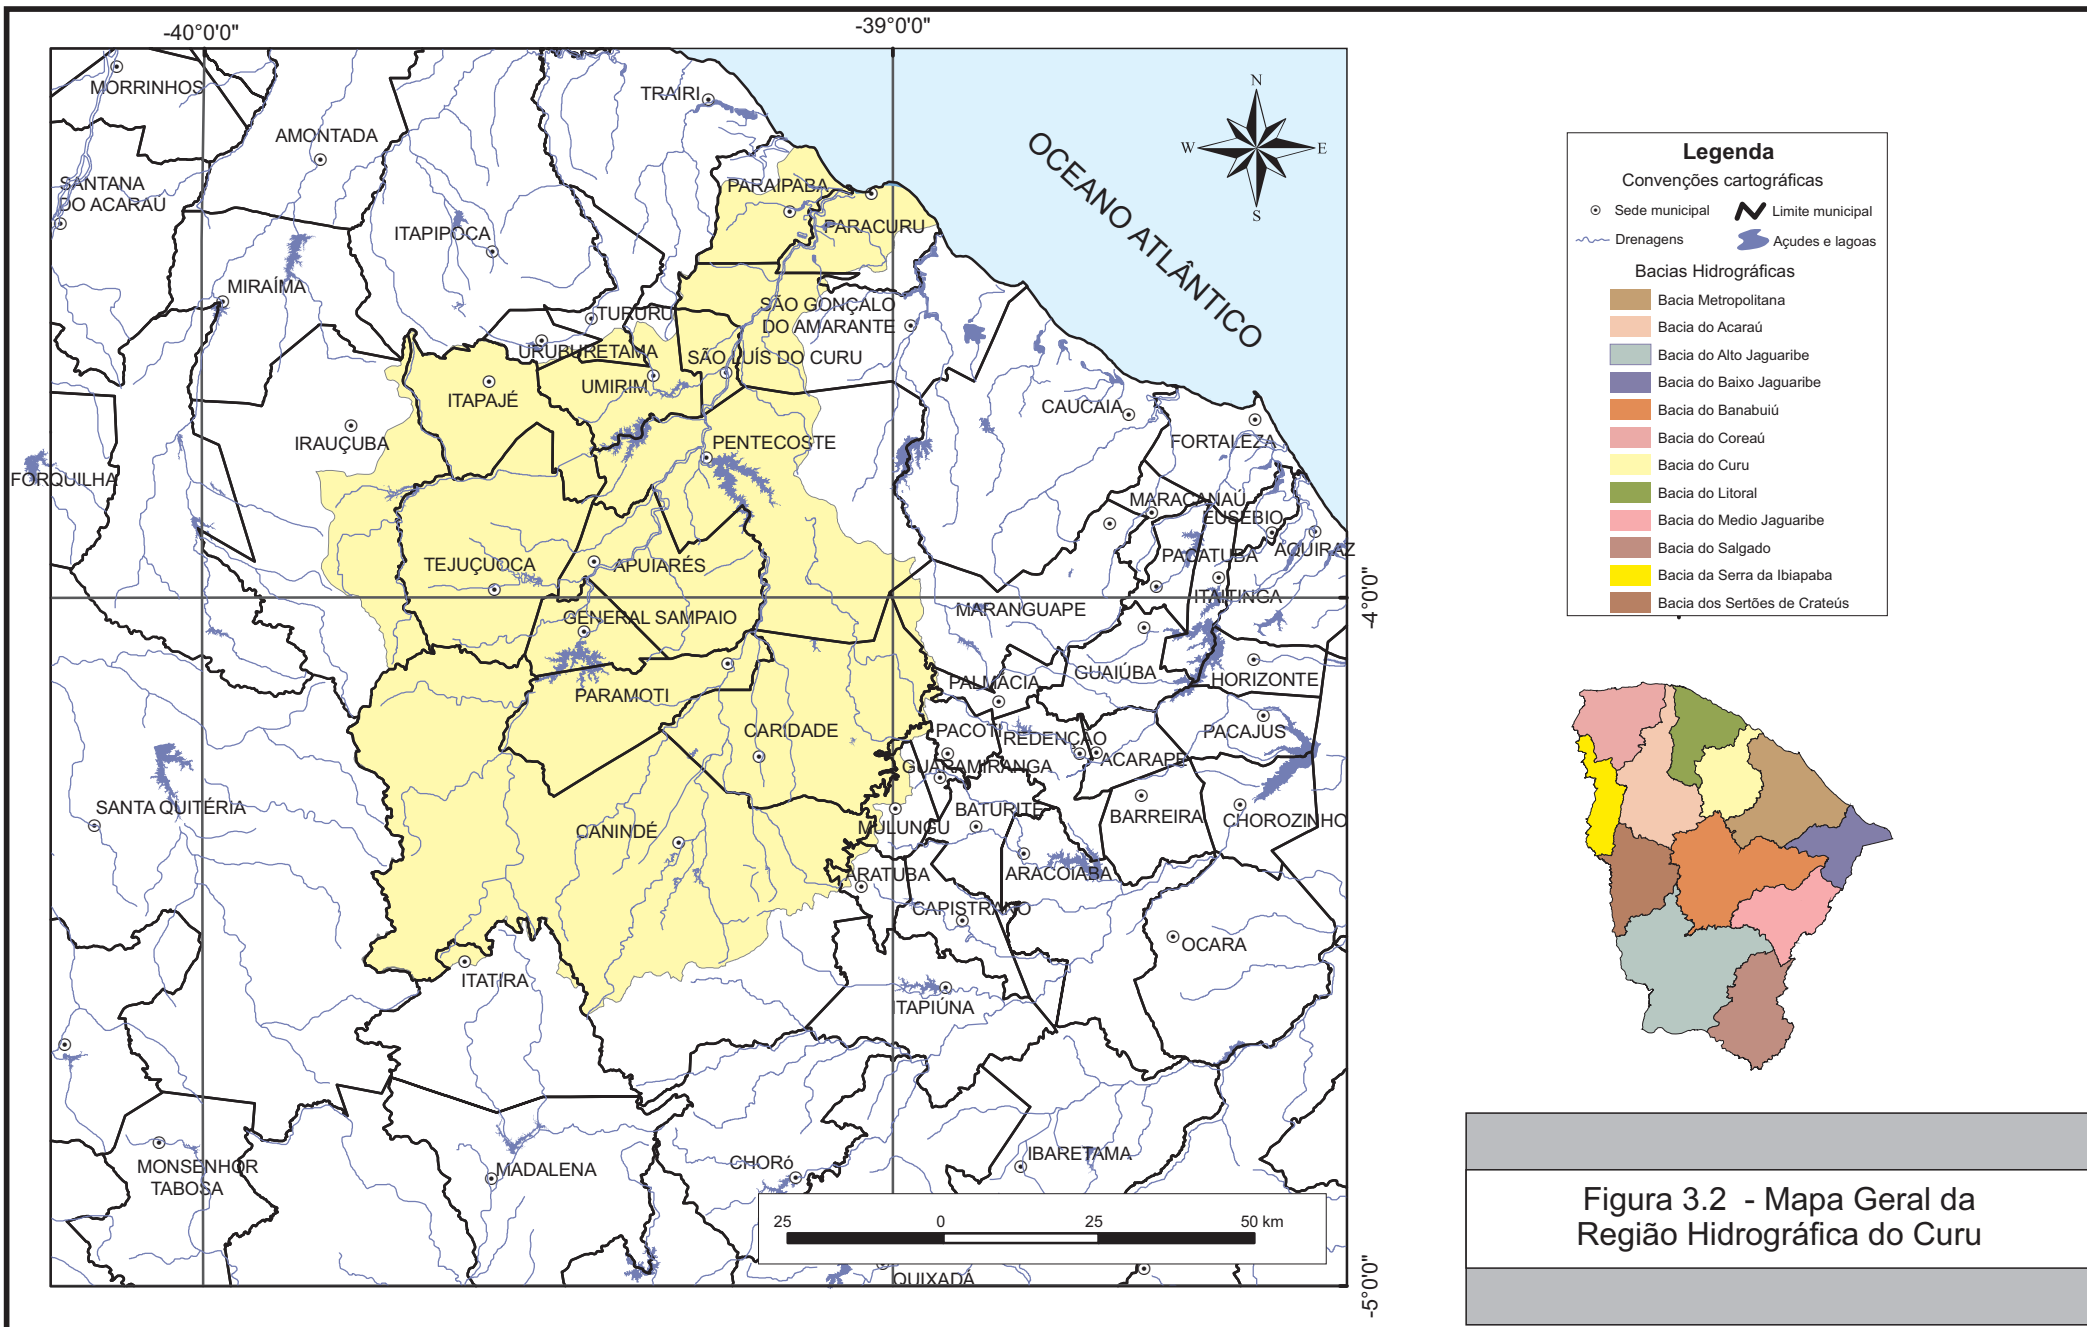 -40°0'0"
-39°0'0"
MORRINHOS
TRAIRI
AMONTADA
SANTANA
DO ACARAÚ
PARAIPABA
PARACURU
ITAPIPOCA
OCEANO ATLÂNTICO
N
W
E
S
MIRAÍMA
TURURU
SÃO GONÇALO
DO AMARANTE
URUBURETAMA
SÃO LUÍS DO CURU
UMIRIM
ITAPAJÉ
CAUCAIA
IRAUÇUBA
PENTECOSTE
FORTALEZA
FORQUILHA
MARACANAÚ
EUSÉBIO
AQUIRAZ
PACATUBA
TEJUÇUOCA
APUIARÉS
ITAITINGA
-4°0'0"
GENERAL SAMPAIO
MARANGUAPE
GUAIÚBA
HORIZONTE
PALMÁCIA
PARAMOTI
CARIDADE
PACOTI
REDENÇÃO
PACAJUS
ACARAPE
GUARAMIRANGA
SANTA QUITÉRIA
BATURITÉ
BARREIRA
CHOROZINHO
CANINDÉ
MULUNGU
ARATUBA
ARACOIABA
CAPISTRANO
OCARA
ITATIRA
ITAPIÚNA
MONSENHOR
TABOSA
MADALENA
CHORó
IBARETAMA
25
0
25
50 km
QUIXADÁ
-5°0'0"
Legenda
Convenções cartográficas
Sede municipal
Limite municipal
Drenagens
Açudes e lagoas
Bacias Hidrográficas
Bacia Metropolitana
Bacia do Acaraú
Bacia do Alto Jaguaribe
Bacia do Baixo Jaguaribe
Bacia do Banabuiú
Bacia do Coreaú
Bacia do Curu
Bacia do Litoral
Bacia do Medio Jaguaribe
Bacia do Salgado
Bacia da Serra da Ibiapaba
Bacia dos Sertões de Crateús
Figura 3.2 - Mapa Geral da
Região Hidrográfica do Curu